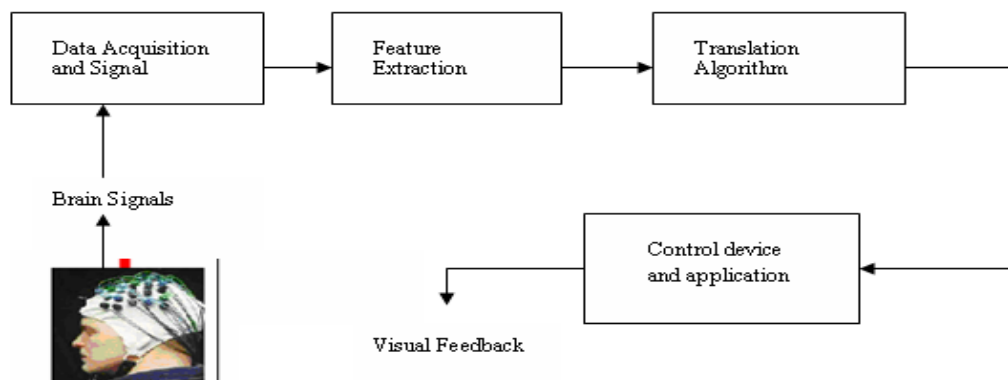 Data Acquisition
and Signal
Feature
Extraction
Translation
Algorithm
Brain Signals
Control device
and application
Visual Feedback